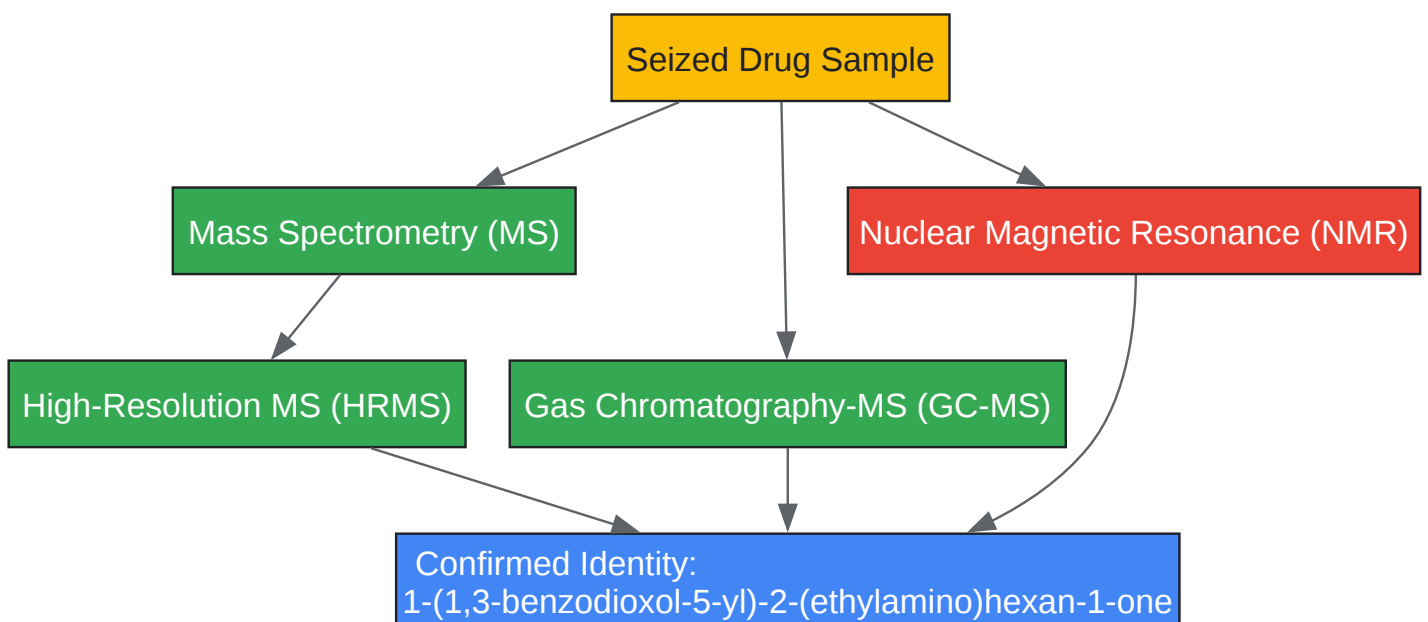 Seized Drug Sample
Mass Spectrometry (MS)
Nuclear Magnetic Resonance (NMR)
High-Resolution MS (HRMS)
Gas Chromatography-MS (GC-MS)
Confirmed Identity:
1-(1,3-benzodioxol-5-yl)-2-(ethylamino)hexan-1-one